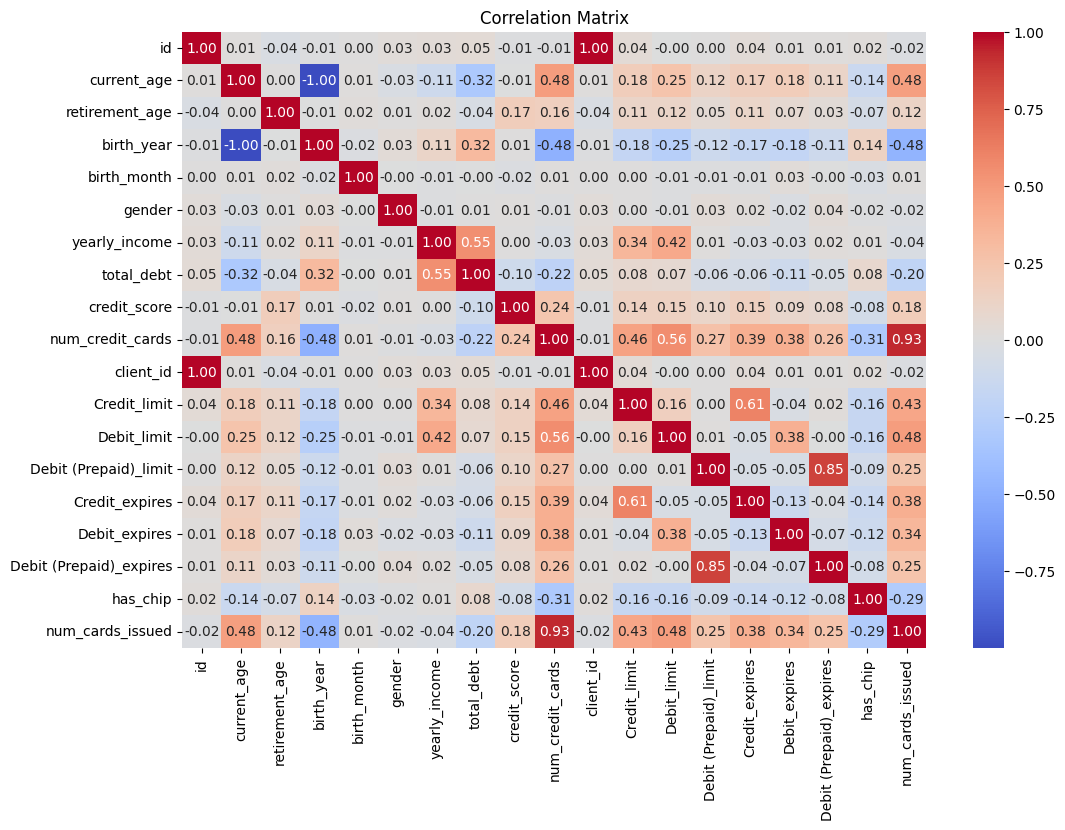 Correlation Matrix
id 1.00 0.01 -0.04 -0.01 0.00 0.03 0.03 0.05 -0.01 -0.01 1.00 0.04 -0.00 0.00 0.04 0.01 0.01 0.02 -0.02
current_age 0.01 1.00 0.00 -1.00 0.01 -0.03 -0.11 -0.32 -0.01 0.48 0.01 0.18 0.25 0.12 0.17 0.18 0.11 -0.14 0.48
retirement_age -0.04 0.00 1.00 -0.01 0.02 0.01 0.02 -0.04 0.17 0.16 -0.04 0.11 0.12 0.05 0.11 0.07 0.03 -0.07 0.12
birth_year -0.01 -1.00 -0.01 1.00 -0.02 0.03 0.11 0.32 0.01 -0.48 -0.01 -0.18 -0.25 -0.12 -0.17 -0.18 -0.11 0.14 -0.48
birth_month 0.00 0.01 0.02 -0.02 1.00 -0.00 -0.01 -0.00 -0.02 0.01 0.00 0.00 -0.01 -0.01 -0.01 0.03 -0.00 -0.03 0.01
gender 0.03 -0.03 0.01 0.03 -0.00 1.00 -0.01 0.01 0.01 -0.01 0.03 0.00 -0.01 0.03 0.02 -0.02 0.04 -0.02 -0.02
yearly_income 0.03 -0.11 0.02 0.11 -0.01 -0.01 1.00 0.55 0.00 -0.03 0.03 0.34 0.42 0.01 -0.03 -0.03 0.02 0.01 -0.04
total_debt 0.05 -0.32 -0.04 0.32 -0.00 0.01 0.55 1.00 -0.10 -0.22 0.05 0.08 0.07 -0.06 -0.06 -0.11 -0.05 0.08 -0.20
credit_score -0.01 -0.01 0.17 0.01 -0.02 0.01 0.00 -0.10 1.00 0.24 -0.01 0.14 0.15 0.10 0.15 0.09 0.08 -0.08 0.18
num_credit_cards -0.01 0.48 0.16 -0.48 0.01 -0.01 -0.03 -0.22 0.24 1.00 -0.01 0.46 0.56 0.27 0.39 0.38 0.26 -0.31 0.93
client_id 1.00 0.01 -0.04 -0.01 0.00 0.03 0.03 0.05 -0.01 -0.01 1.00 0.04 -0.00 0.00 0.04 0.01 0.01 0.02 -0.02
Credit_limit 0.04 0.18 0.11 -0.18 0.00 0.00 0.34 0.08 0.14 0.46 0.04 1.00 0.16 0.00 0.61 -0.04 0.02 -0.16 0.43
Debit_limit -0.00 0.25 0.12 -0.25 -0.01 -0.01 0.42 0.07 0.15 0.56 -0.00 0.16 1.00 0.01 -0.05 0.38 -0.00 -0.16 0.48
Debit (Prepaid)_limit 0.00 0.12 0.05 -0.12 -0.01 0.03 0.01 -0.06 0.10 0.27 0.00 0.00 0.01 1.00 -0.05 -0.05 0.85 -0.09 0.25
Credit_expires 0.04 0.17 0.11 -0.17 -0.01 0.02 -0.03 -0.06 0.15 0.39 0.04 0.61 -0.05 -0.05 1.00 -0.13 -0.04 -0.14 0.38
Debit_expires 0.01 0.18 0.07 -0.18 0.03 -0.02 -0.03 -0.11 0.09 0.38 0.01 -0.04 0.38 -0.05 -0.13 1.00 -0.07 -0.12 0.34
Debit (Prepaid)_expires 0.01 0.11 0.03 -0.11 -0.00 0.04 0.02 -0.05 0.08 0.26 0.01 0.02 -0.00 0.85 -0.04 -0.07 1.00 -0.08 0.25
has_chip 0.02 -0.14 -0.07 0.14 -0.03 -0.02 0.01 0.08 -0.08 -0.31 0.02 -0.16 -0.16 -0.09 -0.14 -0.12 -0.08 1.00 -0.29
num_cards_issued -0.02 0.48 0.12 -0.48 0.01 -0.02 -0.04 -0.20 0.18 0.93 -0.02 0.43 0.48 0.25 0.38 0.34 0.25 -0.29 1.00
id
current_age
retirement_age
birth_year
birth_month
gender
yearly_income
total_debt
credit_score
num_credit_cards
client_id
Credit_limit
Debit_limit
Debit (Prepaid)_limit
Credit_expires
Debit_expires
Debit (Prepaid)_expires
has_chip
num_cards_issued
1.00
0.75
0.50
0.25
0.00
−0.25
−0.50
−0.75